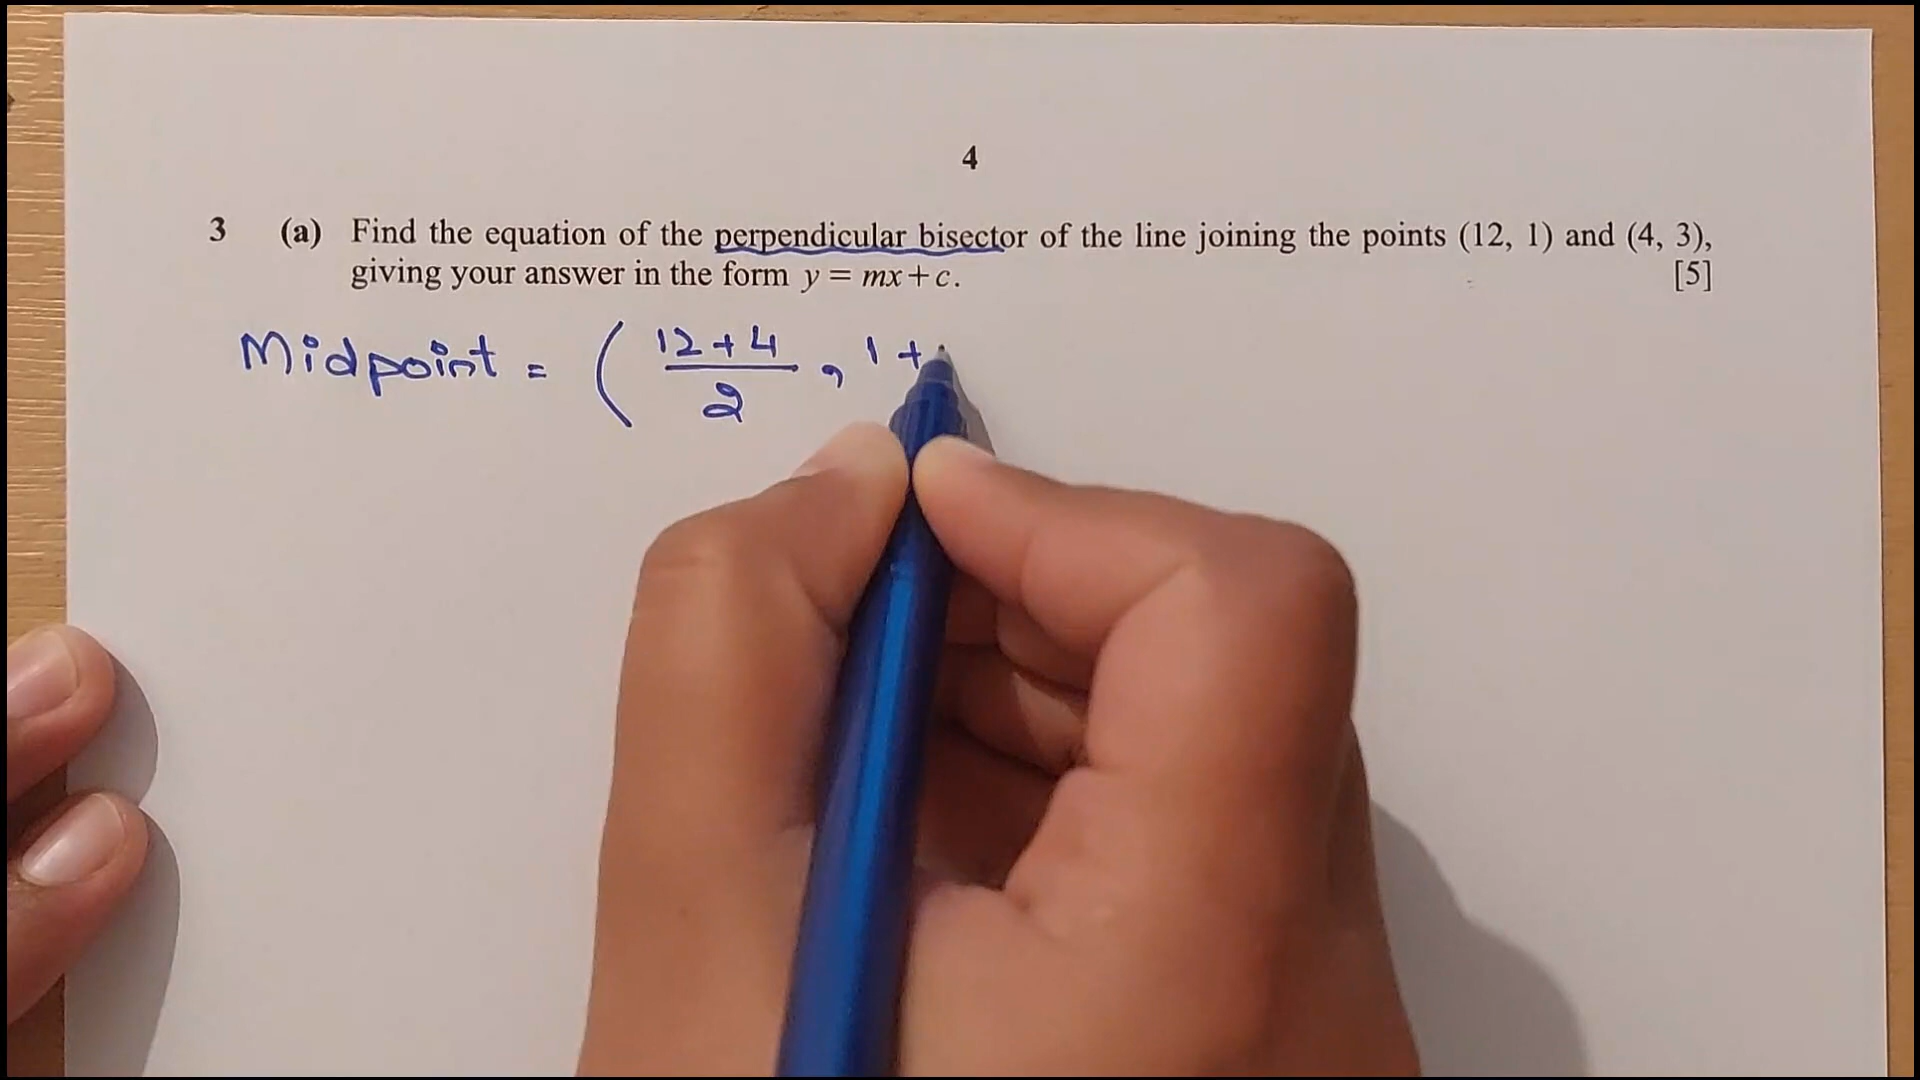 4
3 (a) Find the equation of the perpendicular bisector of the line joining the points (12, 1) and (4, 3),
giving your answer in the form y = mx + c. [5]
Midpoint = ( 12+4 / 2 , 1 +